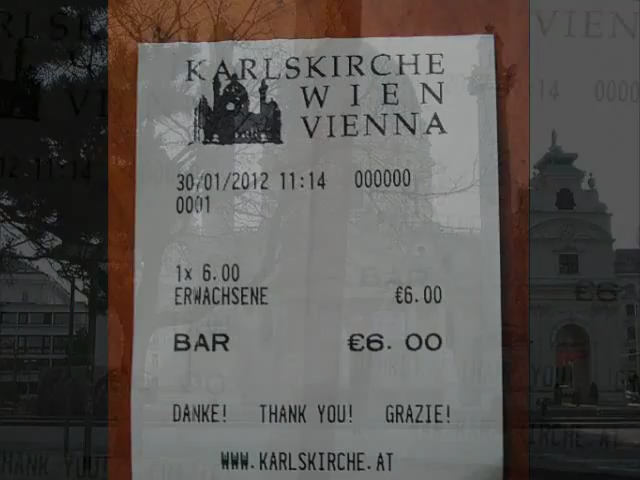 KARLSKIRCHE
WIEN
VIENNA
30/01/2012 11:14 000000
0001
1x 6.00
ERWACHSENE €6.00
BAR €6.00
DANKE! THANK YOU! GRAZIE!
WWW.KARLSKIRCHE.AT